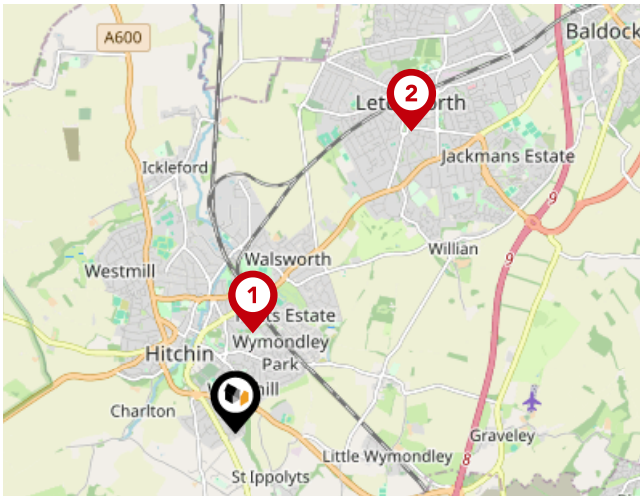 A600
Baldock
2
Jackmans Estate
Ickleford
9
Willian
Walsworth
9
Westmill
1
Estate
Wymondley
Hitchin
Park
Charlton
Graveley
Little Wymondley
8
St Ippolyts